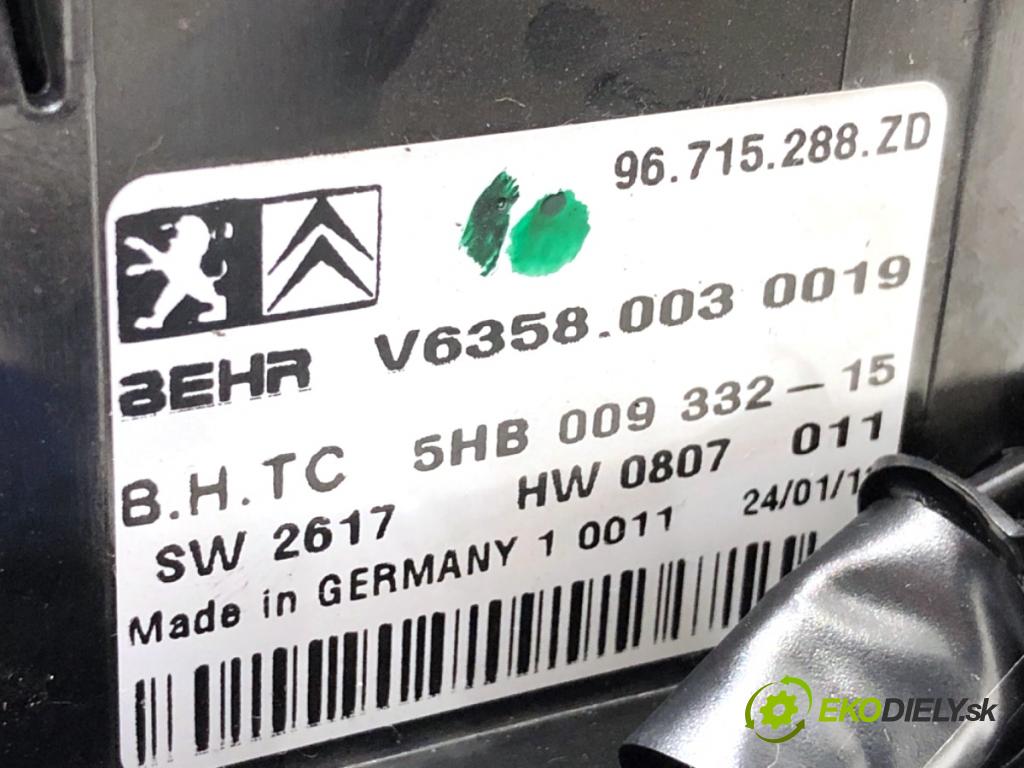 96.715.288.ZD
V6358.003 0019
BEHR
B.H.TC 5HB 009 332-15
SW 2617 HW 0807 011
Made in GERMANY 1 0011 24/01/1
EKODIELY.sk